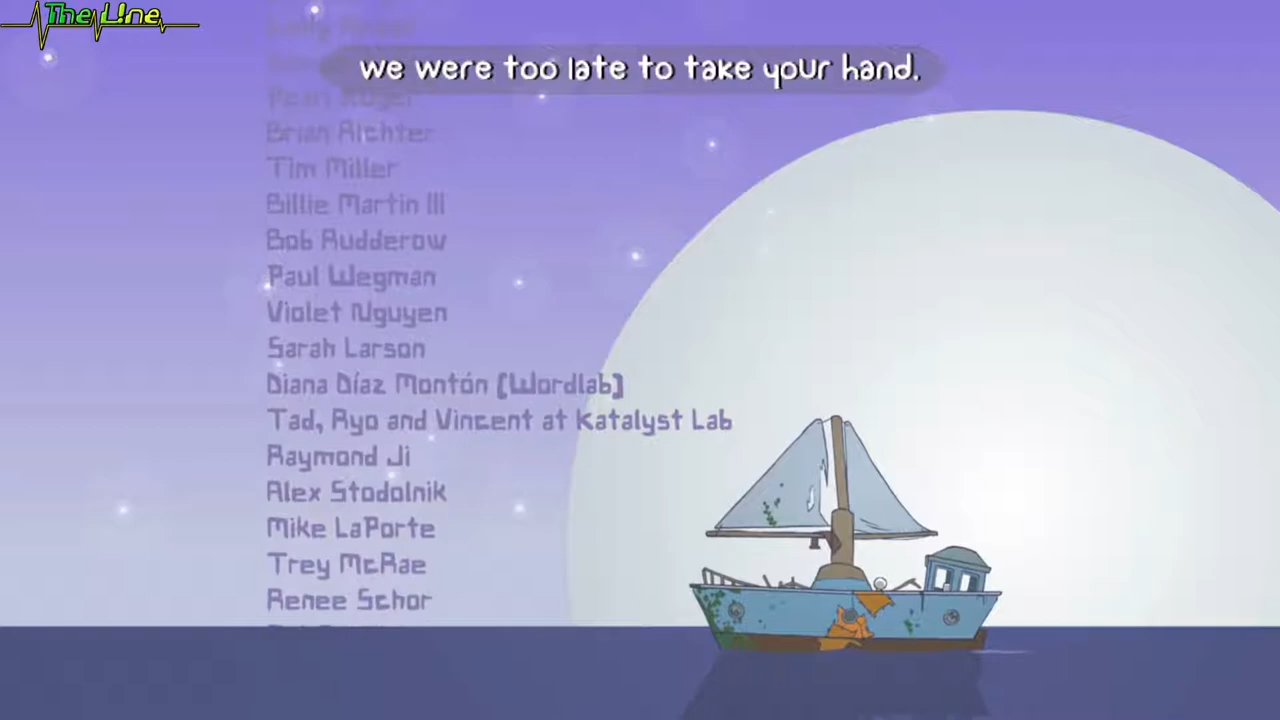 The L!ne
we were too late to take your hand.
Brian Richter
Tim Miller
Billie Martin III
Bob Rudderow
Paul Wegman
Violet Nguyen
Sarah Larson
Diana Díaz Montón [Wordlab]
Tad, Ryo and Vincent at Katalyst Lab
Raymond Ji
Alex Stodolnik
Mike LaPorte
Trey McRae
Renee Schor